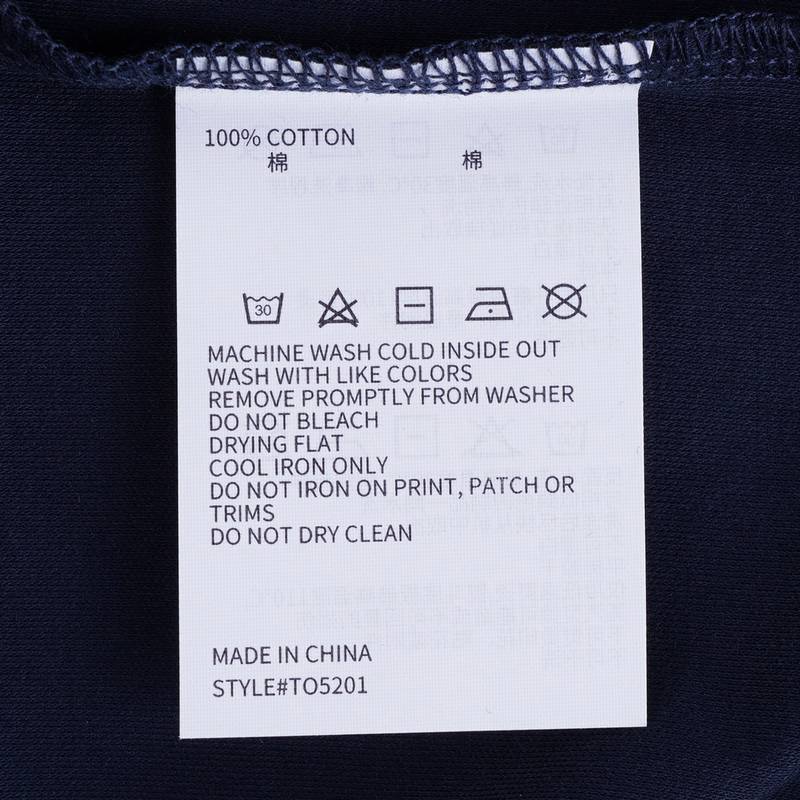 100% COTTON
棉 棉
30
MACHINE WASH COLD INSIDE OUT
WASH WITH LIKE COLORS
REMOVE PROMPTLY FROM WASHER
DO NOT BLEACH
DRYING FLAT
COOL IRON ONLY
DO NOT IRON ON PRINT, PATCH OR
TRIMS
DO NOT DRY CLEAN
MADE IN CHINA
STYLE#TO5201